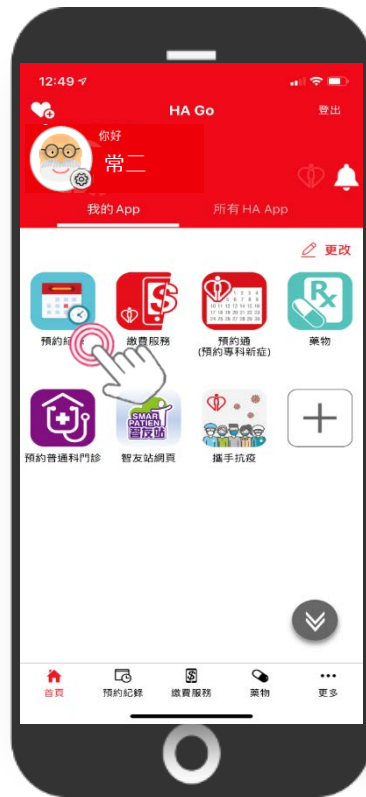 12:49
HA Go
登出
你好
常二
我的 App
所有 HA App
更改
預約紀
繳費服務
預約通
(預約專科新症)
Rx
藥物
SMAR
PATIEN
智友站
預約普通科門診
智友站網頁
攜手抗疫
首頁
預約紀錄
繳費服務
藥物
更多